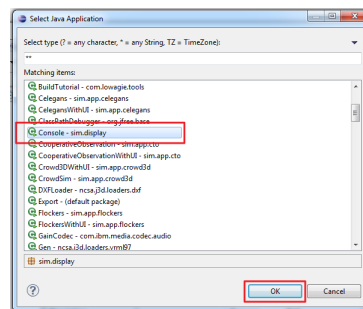 Select Java Application
Select type (? = any character, * = any String, TZ = TimeZone):
**
Matching items:
BuildTutorial - com.lowagie.tools
Celegans - sim.app.celegans
CelegansWithUI - sim.app.celegans
ClassPathDebugger - org.jfree.base
Console - sim.display
CooperativeObservation - sim.app.cto
CooperativeObservationWithUI - sim.app.cto
Crowd3DWithUI - sim.app.crowd3d
CrowdSim - sim.app.crowd3d
DXFLoader - ncsa.j3d.loaders.dxf
Export - (default package)
Flockers - sim.app.flockers
FlockersWithUI - sim.app.flockers
GainCodec - com.ibm.media.codec.audio
Gen - ncsa.j3d.loaders.vrml97
sim.display
OK
Cancel